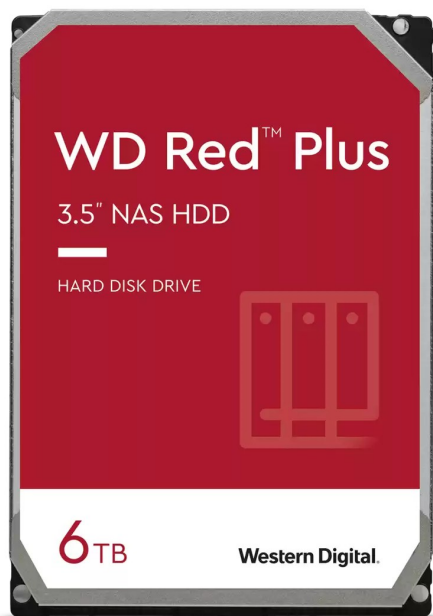 WD Red™ Plus
3.5" NAS HDD
HARD DISK DRIVE
6TB
Western Digital.